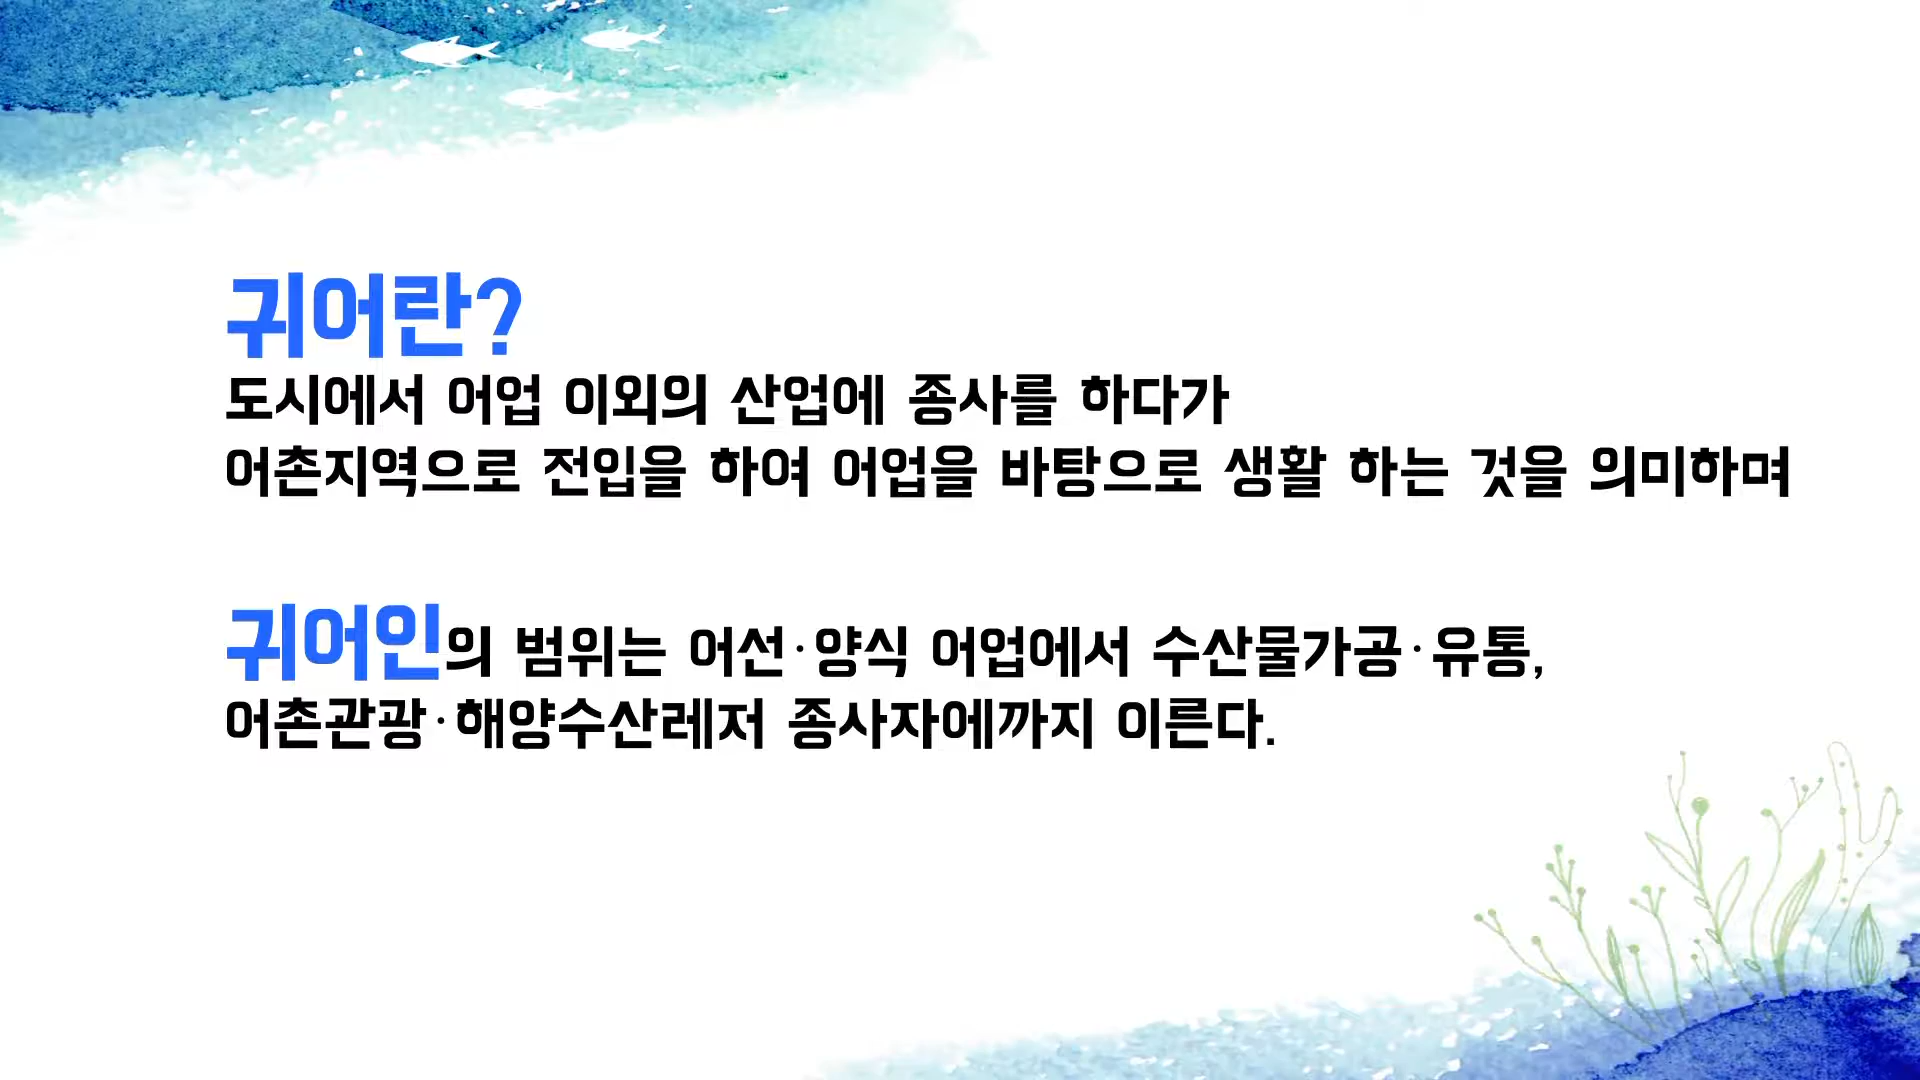 귀어란?
도시에서 어업 이외의 산업에 종사를 하다가
어촌지역으로 전입을 하여 어업을 바탕으로 생활 하는 것을 의미하며
귀어인의 범위는 어선·양식 어업에서 수산물가공·유통,
어촌관광·해양수산레저 종사자에까지 이른다.